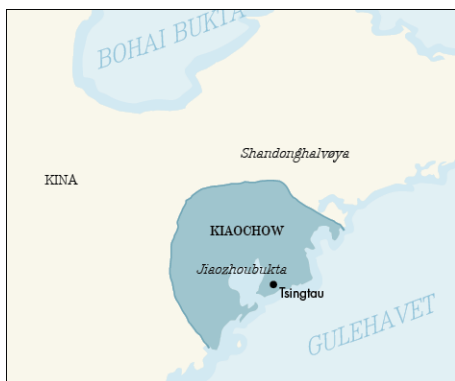 BOHAI BUKTA
Shandonghalvøya
KINA
KIAOCHOW
Jiaozhoubukta
Tsingtau
GULEHAVET